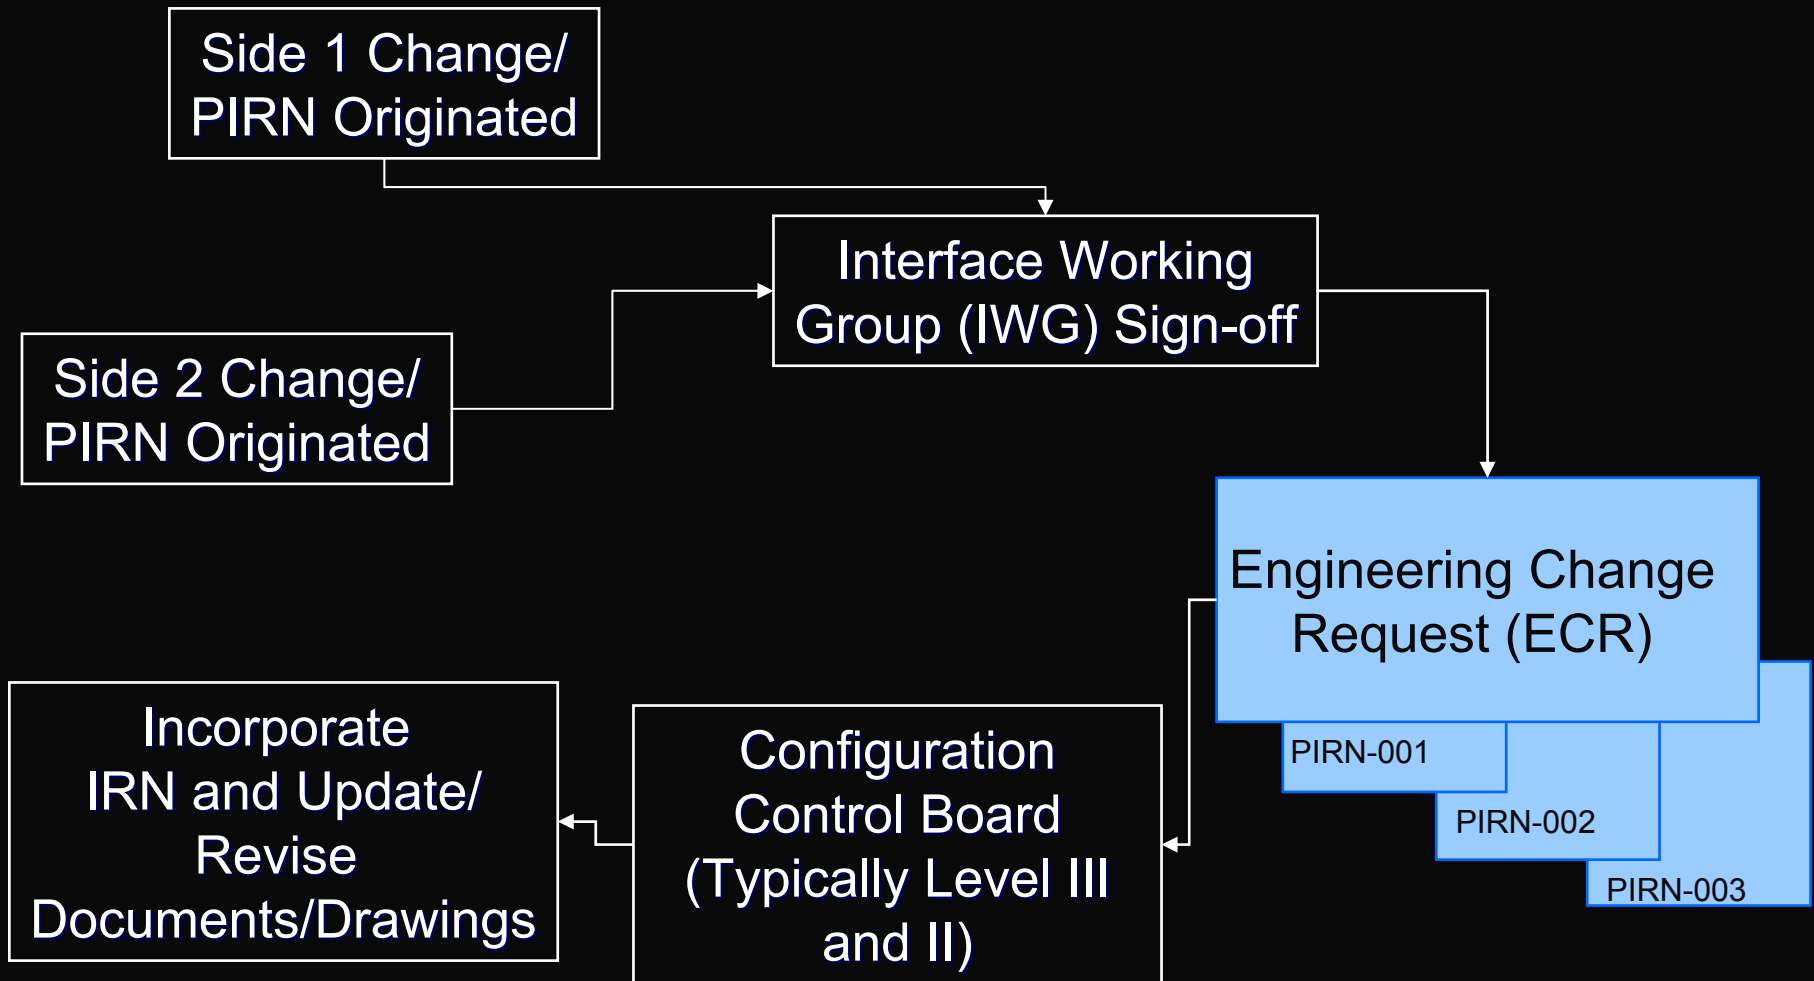 Side 1 Change/
PIRN Originated
Interface Working
Group (IWG) Sign-off
Side 2 Change/
PIRN Originated
Engineering Change
Request (ECR)
PIRN-001
PIRN-002
PIRN-003
Configuration
Control Board
(Typically Level III
and II)
Incorporate
IRN and Update/
Revise
Documents/Drawings